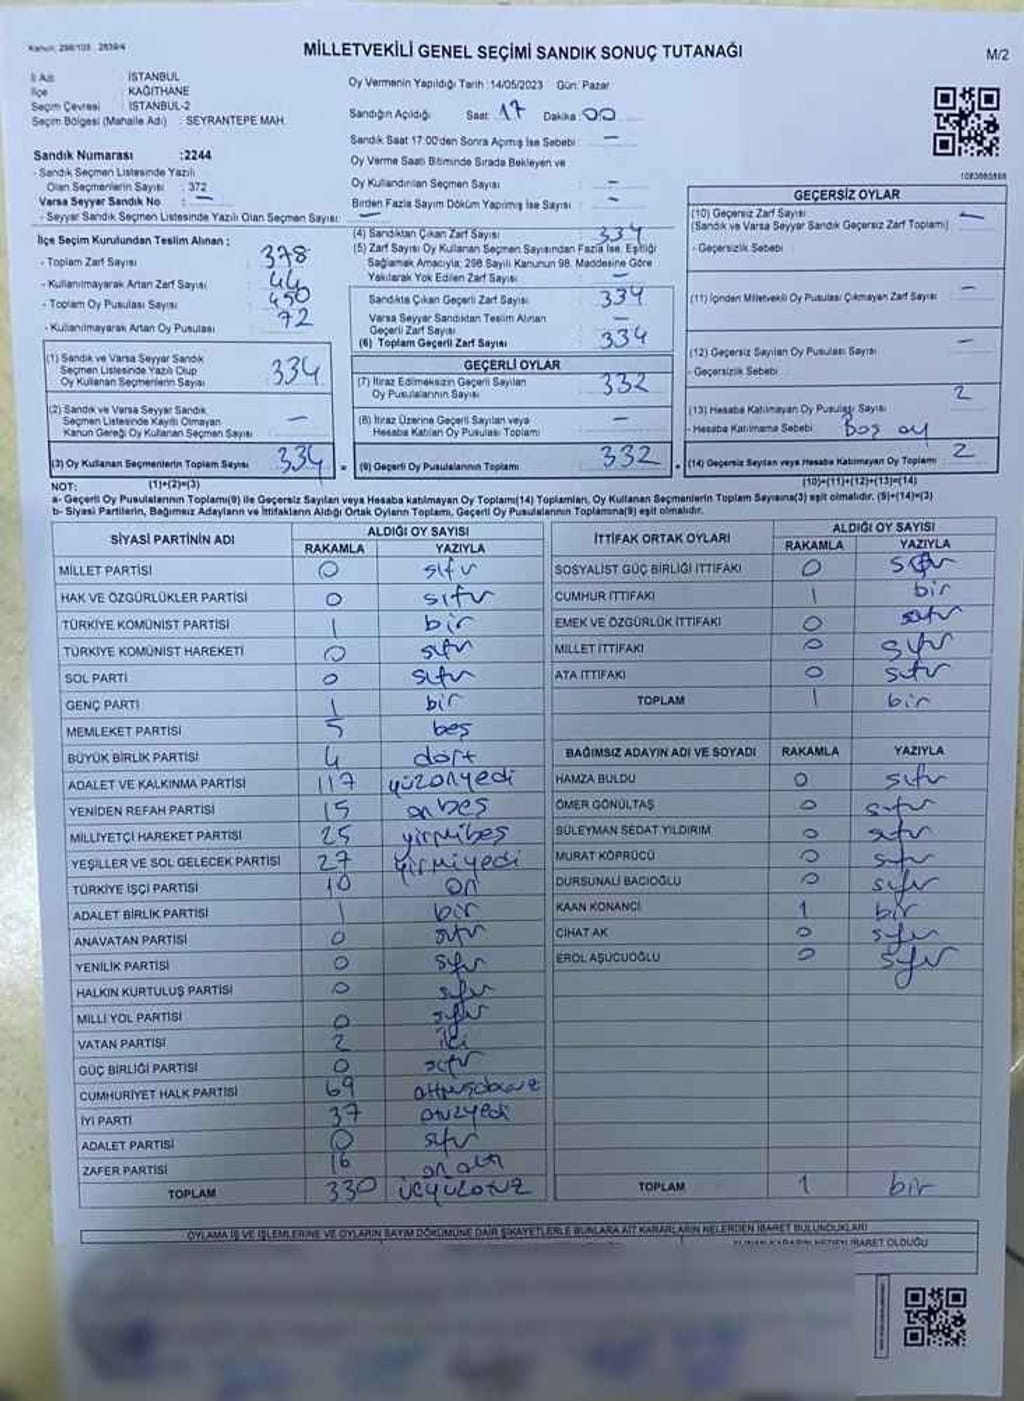 Kanun: 298/105 , 2839/4
MİLLETVEKİLİ GENEL SEÇİMİ SANDIK SONUÇ TUTANAĞI
M/2
İl Adı : İSTANBUL
İlçe : KAĞITHANE
Seçim Çevresi : İSTANBUL-2
Seçim Bölgesi (Mahalle Adı) : SEYRANTEPE MAH.
Sandık Numarası :2244
- Sandık Seçmen Listesinde Yazılı
Olan Seçmenlerin Sayısı : 372
Varsa Seyyar Sandık No : —
- Seyyar Sandık Seçmen Listesinde Yazılı Olan Seçmen Sayısı: —
Oy Vermenin Yapıldığı Tarih :14/05/2023 Gün: Pazar
Sandığın Açıldığı Saat: 17 Dakika: 00
Sandık Saat 17.00'den Sonra Açılmış İse Sebebi : —
Oy Verme Saati Bitiminde Sırada Bekleyen ve
Oy Kullandırılan Seçmen Sayısı : —
Birden Fazla Sayım Döküm Yapılmış İse Sayısı : —
İlçe Seçim Kurulundan Teslim Alınan :
- Toplam Zarf Sayısı : 378
- Kullanılmayarak Artan Zarf Sayısı : 44
- Toplam Oy Pusulası Sayısı : 450
- Kullanılmayarak Artan Oy Pusulası : 72
(1) Sandık ve Varsa Seyyar Sandık
Seçmen Listesinde Yazılı Olup
Oy Kullanan Seçmenlerin Sayısı : 334
(2) Sandık ve Varsa Seyyar Sandık
Seçmen Listesinde Kayıtlı Olmayan
Kanun Gereği Oy Kullanan Seçmen Sayısı : —
(3) Oy Kullanan Seçmenlerin Toplam Sayısı : 334
(4) Sandıktan Çıkan Zarf Sayısı : 334
(5) Zarf Sayısı Oy Kullanan Seçmen Sayısından Fazla İse, Eşitliği
Sağlamak Amacıyla; 298 Sayılı Kanunun 98. Maddesine Göre
Yakılarak Yok Edilen Zarf Sayısı : —
Sandıkta Çıkan Geçerli Zarf Sayısı : 334
Varsa Seyyar Sandıktan Teslim Alınan
Geçerli Zarf Sayısı : —
(6) Toplam Geçerli Zarf Sayısı : 334
GEÇERLİ OYLAR
(7) İtiraz Edilmeksizin Geçerli Sayılan
Oy Pusulalarının Sayısı : 332
(8) İtiraz Üzerine Geçerli Sayılan veya
Hesaba Katılan Oy Pusulası Toplamı : —
= (9) Geçerli Oy Pusulalarının Toplamı : 332
1083665868
GEÇERSİZ OYLAR
(10) Geçersiz Zarf Sayısı : —
(Sandık ve Varsa Seyyar Sandık Geçersiz Zarf Toplamı)
- Geçersizlik Sebebi :
(11) İçinden Milletvekili Oy Pusulası Çıkmayan Zarf Sayısı : —
(12) Geçersiz Sayılan Oy Pusulası Sayısı : —
- Geçersizlik Sebebi :
(13) Hesaba Katılmayan Oy Pusulası Sayısı : 2
- Hesaba Katılmama Sebebi : Boş oy
+ (14) Geçersiz Sayılan veya Hesaba Katılmayan Oy Toplamı : 2
NOT: (1)+(2)=(3) (10)+(11)+(12)+(13)=(14)
a- Geçerli Oy Pusulalarının Toplamı(9) ile Geçersiz Sayılan veya Hesaba katılmayan Oy Toplamı(14) Toplamları, Oy Kullanan Seçmenlerin Toplam Sayısına(3) eşit olmalıdır. (9)+(14)=(3)
b- Siyasi Partilerin, Bağımsız Adayların ve İttifakların Aldığı Ortak Oyların Toplamı, Geçerli Oy Pusulalarının Toplamına(9) eşit olmalıdır.
SİYASİ PARTİNİN ADI ALDIĞI OY SAYISI
RAKAMLA YAZIYLA
MİLLET PARTİSİ 0 sıfır
HAK VE ÖZGÜRLÜKLER PARTİSİ 0 sıfır
TÜRKİYE KOMÜNİST PARTİSİ 1 bir
TÜRKİYE KOMÜNİST HAREKETİ 0 sıfır
SOL PARTİ 0 sıfır
GENÇ PARTİ 1 bir
MEMLEKET PARTİSİ 5 beş
BÜYÜK BİRLİK PARTİSİ 4 dört
ADALET VE KALKINMA PARTİSİ 117 yüzonyedi
YENİDEN REFAH PARTİSİ 15 onbeş
MİLLİYETÇİ HAREKET PARTİSİ 25 yirmibeş
YEŞİLLER VE SOL GELECEK PARTİSİ 27 yirmiyedi
TÜRKİYE İŞÇİ PARTİSİ 10 on
ADALET BİRLİK PARTİSİ 1 bir
ANAVATAN PARTİSİ 0 sıfır
YENİLİK PARTİSİ 0 sıfır
HALKIN KURTULUŞ PARTİSİ 0 sıfır
MİLLİ YOL PARTİSİ 0 sıfır
VATAN PARTİSİ 2 iki
GÜÇ BİRLİĞİ PARTİSİ 0 sıfır
CUMHURİYET HALK PARTİSİ 69 altmışdokuz
İYİ PARTİ 37 otuzyedi
ADALET PARTİSİ 0 sıfır
ZAFER PARTİSİ 16 onaltı
TOPLAM 330 üçyüzotuz
İTTİFAK ORTAK OYLARI ALDIĞI OY SAYISI
RAKAMLA YAZIYLA
SOSYALİST GÜÇ BİRLİĞİ İTTİFAKI 0 sıfır
CUMHUR İTTİFAKI 1 bir
EMEK VE ÖZGÜRLÜK İTTİFAKI 0 sıfır
MİLLET İTTİFAKI 0 sıfır
ATA İTTİFAKI 0 sıfır
TOPLAM 1 bir
BAĞIMSIZ ADAYIN ADI VE SOYADI RAKAMLA YAZIYLA
HAMZA BULDU 0 sıfır
ÖMER GÖNÜLTAŞ 0 sıfır
SÜLEYMAN SEDAT YILDIRIM 0 sıfır
MURAT KÖPRÜCÜ 0 sıfır
DURSUNALİ BACIOĞLU 0 sıfır
KAAN KONANCİ 1 bir
CİHAT AK 0 sıfır
EROL AŞUCUOĞLU 0 sıfır
TOPLAM 1 bir
OYLAMA İŞ VE İŞLEMLERİNE VE OYLARIN SAYIM DÖKÜMÜNE DAİR ŞİKAYETLERLE BUNLARA AİT KARARLARIN NELERDEN İBARET BULUNDUKLARI
İBARET OLDUĞU